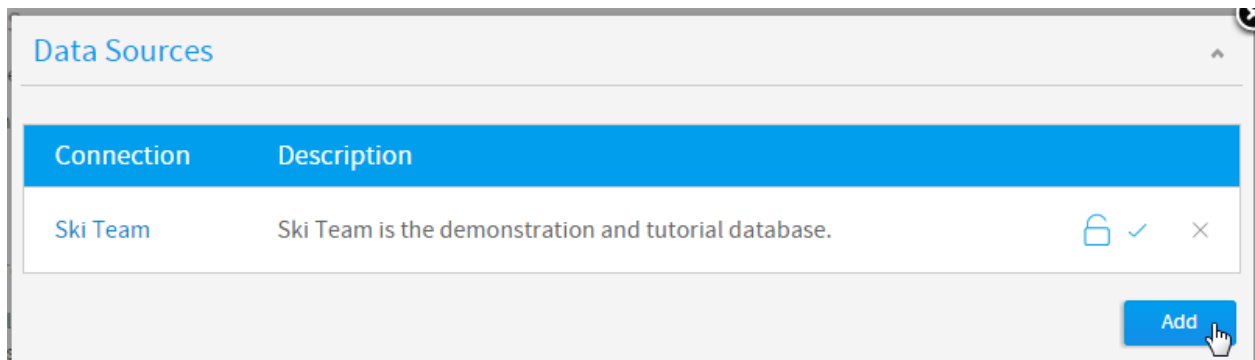 Data Sources
Connection Description
Ski Team Ski Team is the demonstration and tutorial database.
Add